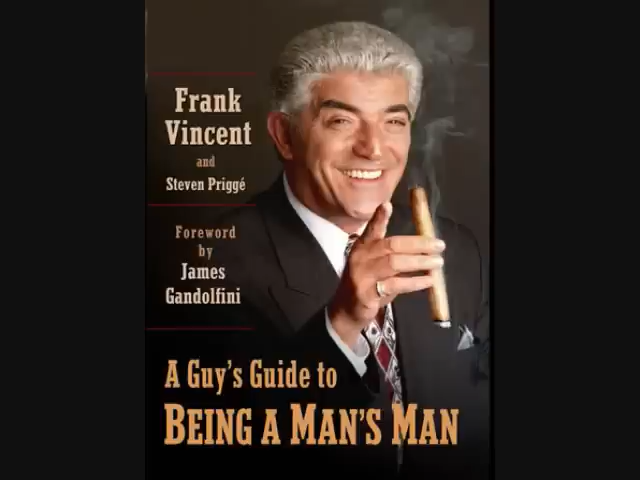 Frank
Vincent
and
Steven Priggé
Foreword
by
James
Gandolfini
A Guy's Guide to
BEING A MAN'S MAN